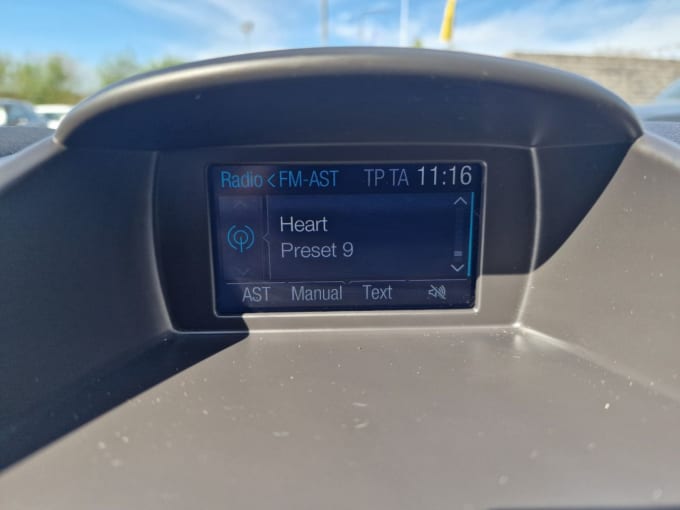 Radio < FM-AST TP TA 11:16
Heart
Preset 9
AST Manual Text